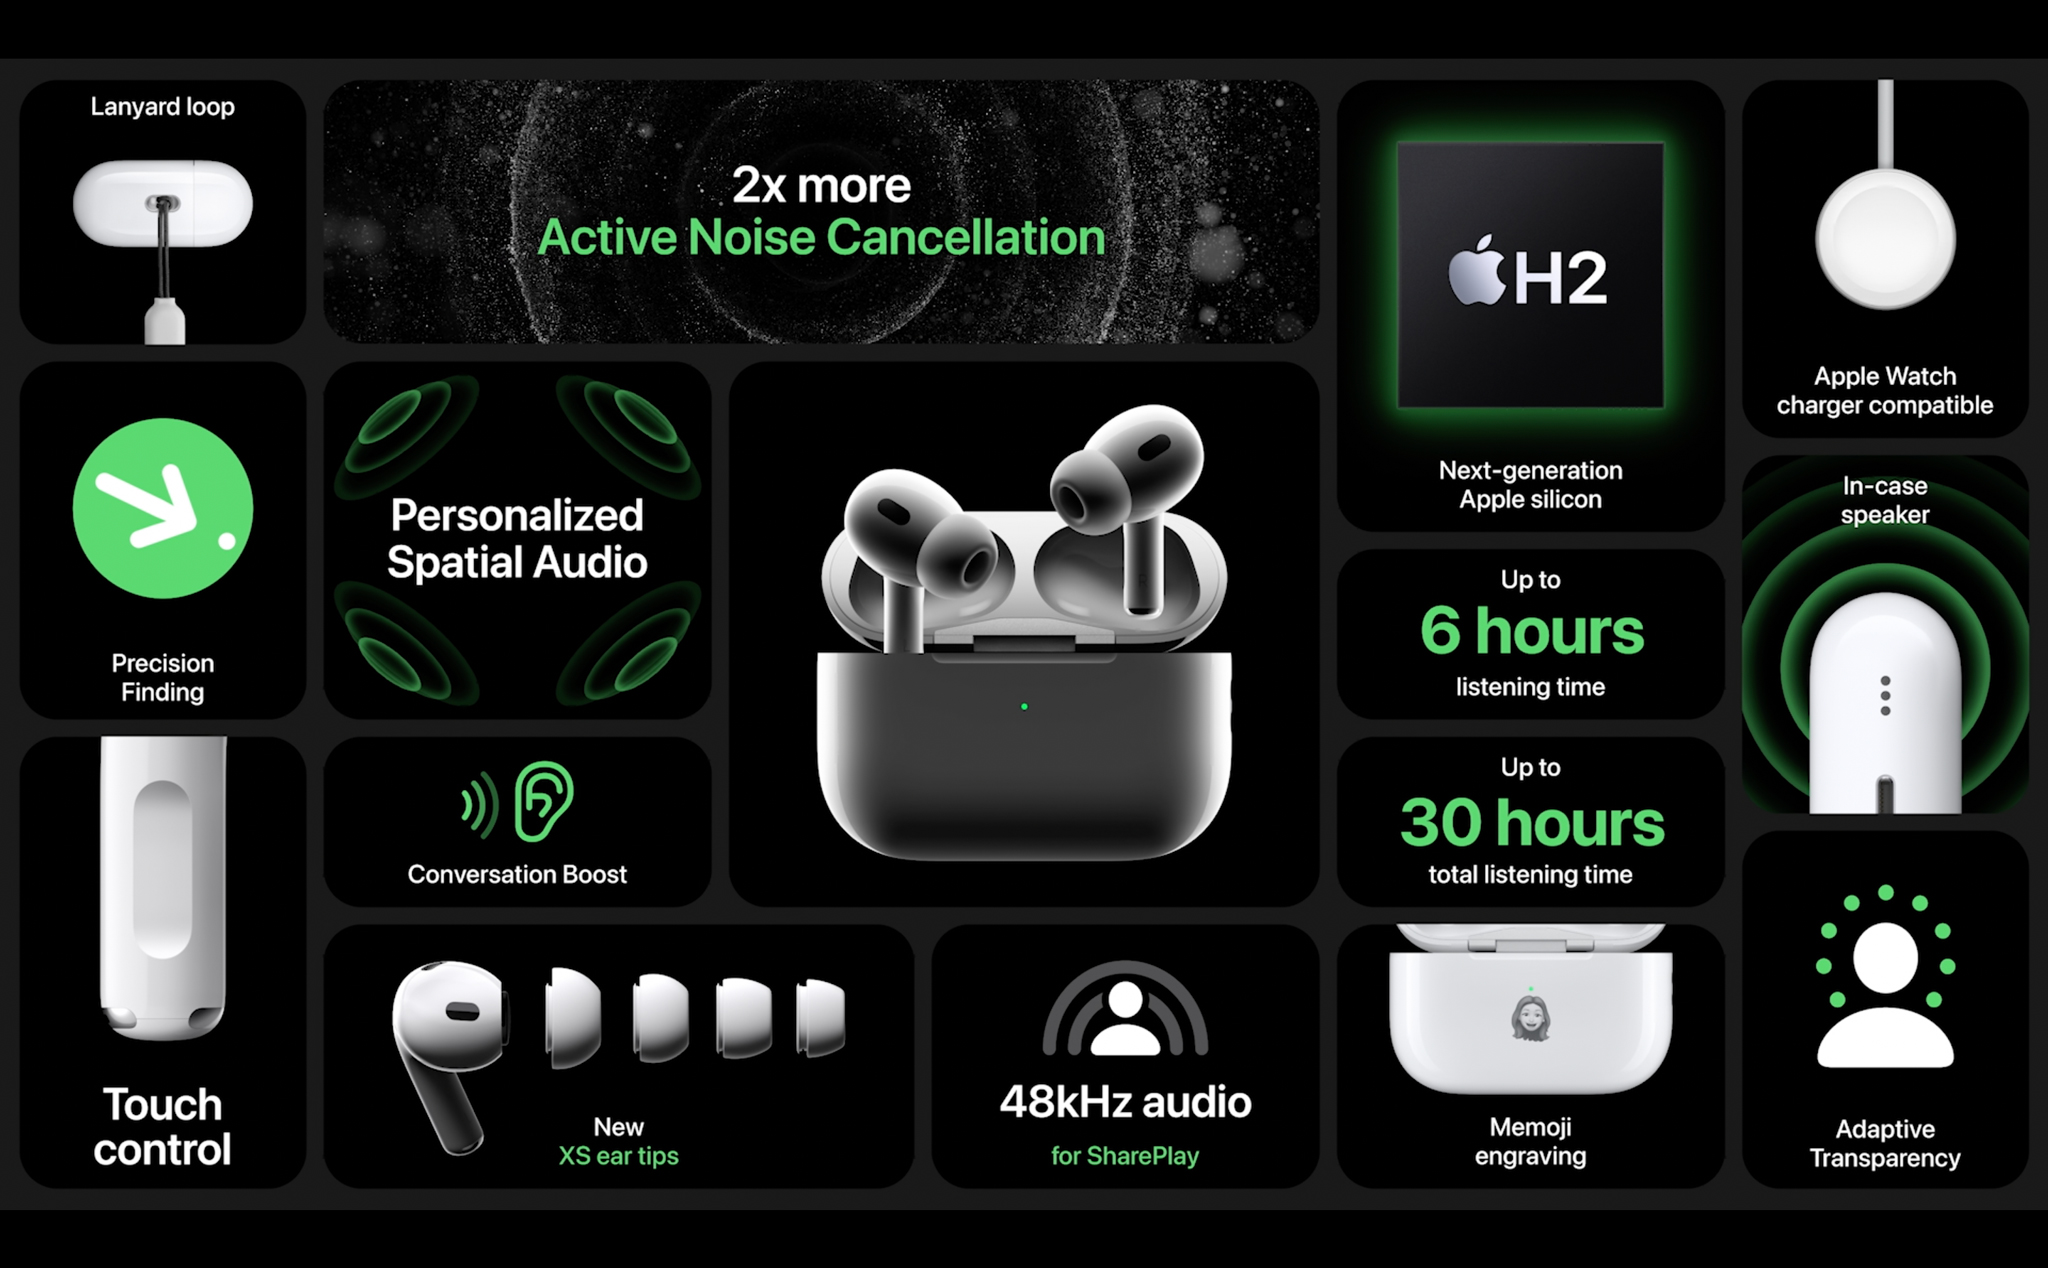 Lanyard loop
2x more
Active Noise Cancellation
H2
Next-generation
Apple silicon
Apple Watch
charger compatible
Precision
Finding
Personalized
Spatial Audio
Up to
6 hours
listening time
In-case
speaker
Touch
control
Conversation Boost
Up to
30 hours
total listening time
New
XS ear tips
48kHz audio
for SharePlay
Memoji
engraving
Adaptive
Transparency